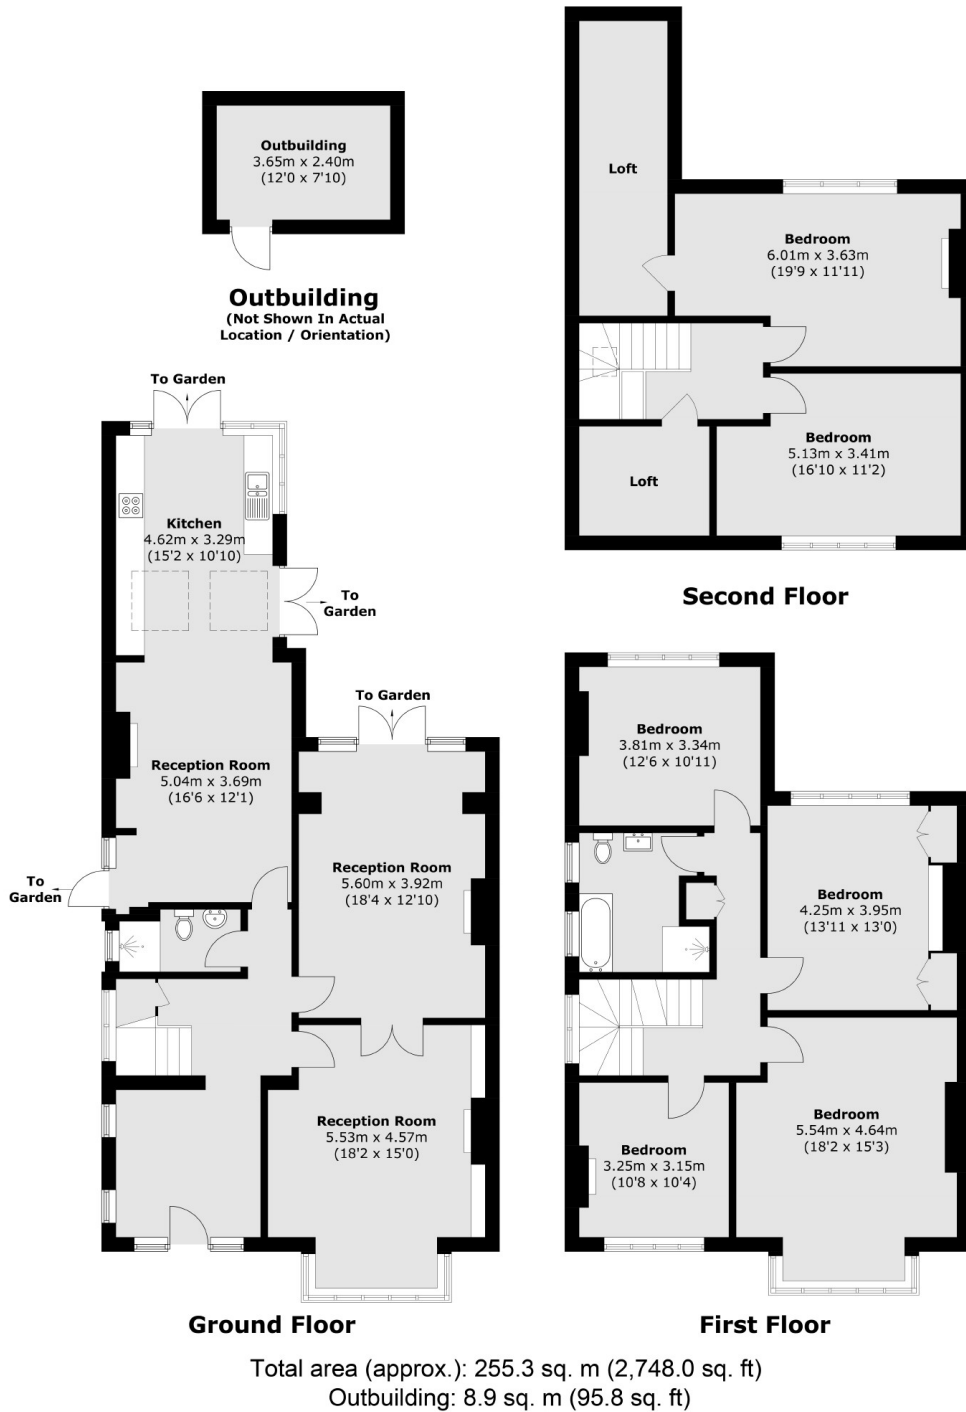 Outbuilding
3.65m x 2.40m
(12'0 x 7'10)
Outbuilding
(Not Shown In Actual
Location / Orientation)
Loft
Bedroom
6.01m x 3.63m
(19'9 x 11'11)
Bedroom
5.13m x 3.41m
(16'10 x 11'2)
Loft
Second Floor
To Garden
Kitchen
4.62m x 3.29m
(15'2 x 10'10)
To
Garden
To Garden
Reception Room
5.04m x 3.69m
(16'6 x 12'1)
To
Garden
Reception Room
5.60m x 3.92m
(18'4 x 12'10)
Reception Room
5.53m x 4.57m
(18'2 x 15'0)
Ground Floor
Bedroom
3.81m x 3.34m
(12'6 x 10'11)
Bedroom
4.25m x 3.95m
(13'11 x 13'0)
Bedroom
5.54m x 4.64m
(18'2 x 15'3)
Bedroom
3.25m x 3.15m
(10'8 x 10'4)
First Floor
Total area (approx.): 255.3 sq. m (2,748.0 sq. ft)
Outbuilding: 8.9 sq. m (95.8 sq. ft)